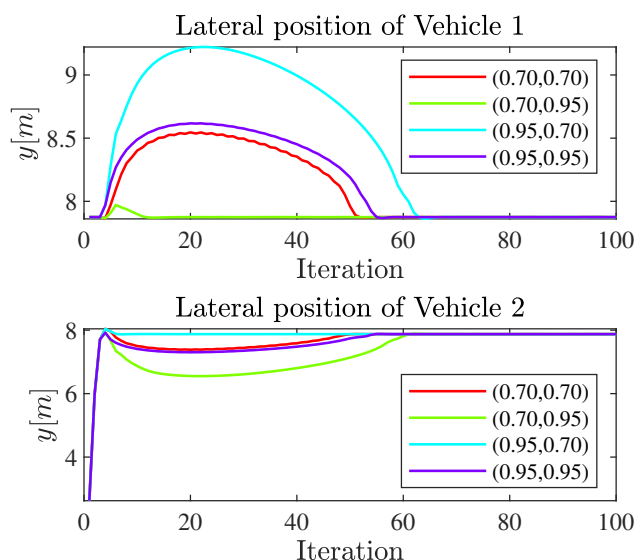 Lateral position of Vehicle 1
9
8.5
8
y[m]
(0.70,0.70)
(0.70,0.95)
(0.95,0.70)
(0.95,0.95)
0 20 40 60 80 100
Iteration
Lateral position of Vehicle 2
8
6
4
y[m]
(0.70,0.70)
(0.70,0.95)
(0.95,0.70)
(0.95,0.95)
0 20 40 60 80 100
Iteration